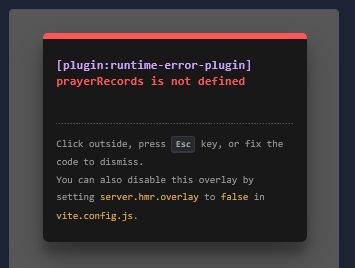 [plugin:runtime-error-plugin]
prayerRecords is not defined
Click outside, press Esc key, or fix the
code to dismiss.
You can also disable this overlay by
setting server.hmr.overlay to false in
vite.config.js.